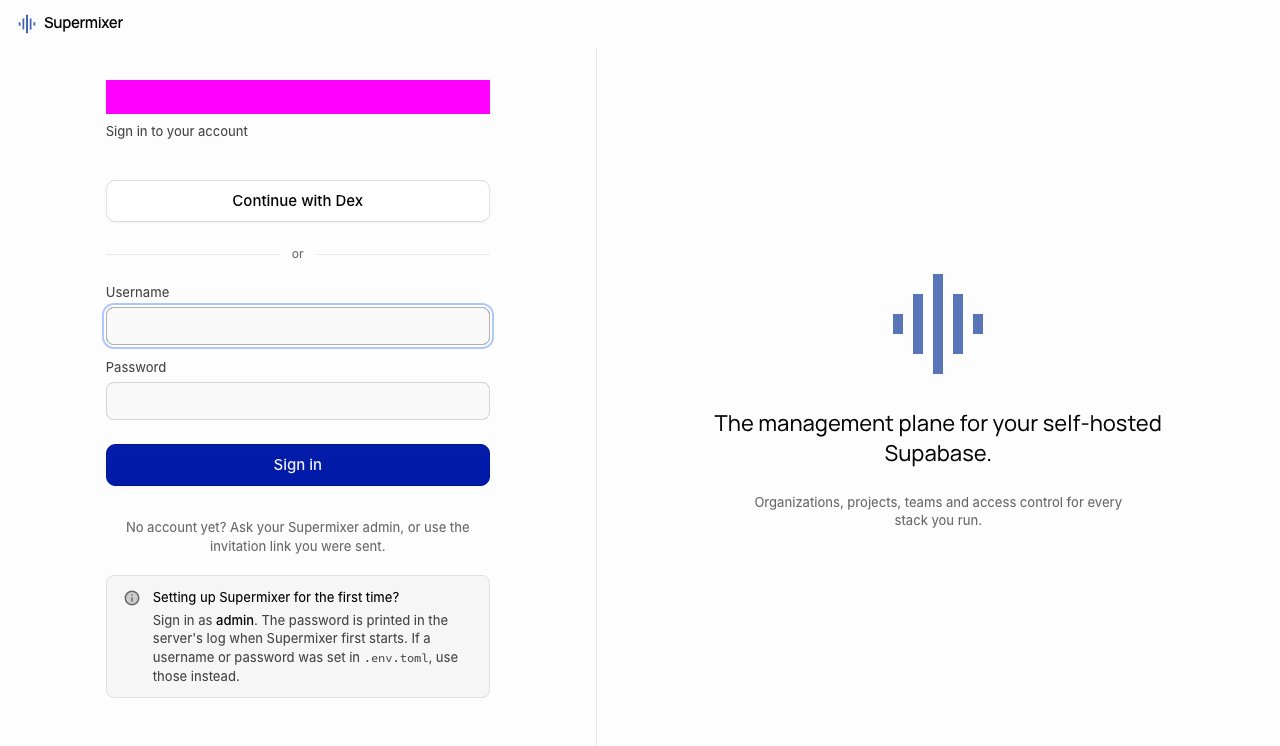 Supermixer
Sign in to your account
Continue with Dex
or
Username
Password
Sign in
No account yet? Ask your Supermixer admin, or use the
invitation link you were sent.
Setting up Supermixer for the first time?
Sign in as admin. The password is printed in the
server's log when Supermixer first starts. If a
username or password was set in .env.toml, use
those instead.
The management plane for your self-hosted
Supabase.
Organizations, projects, teams and access control for every
stack you run.